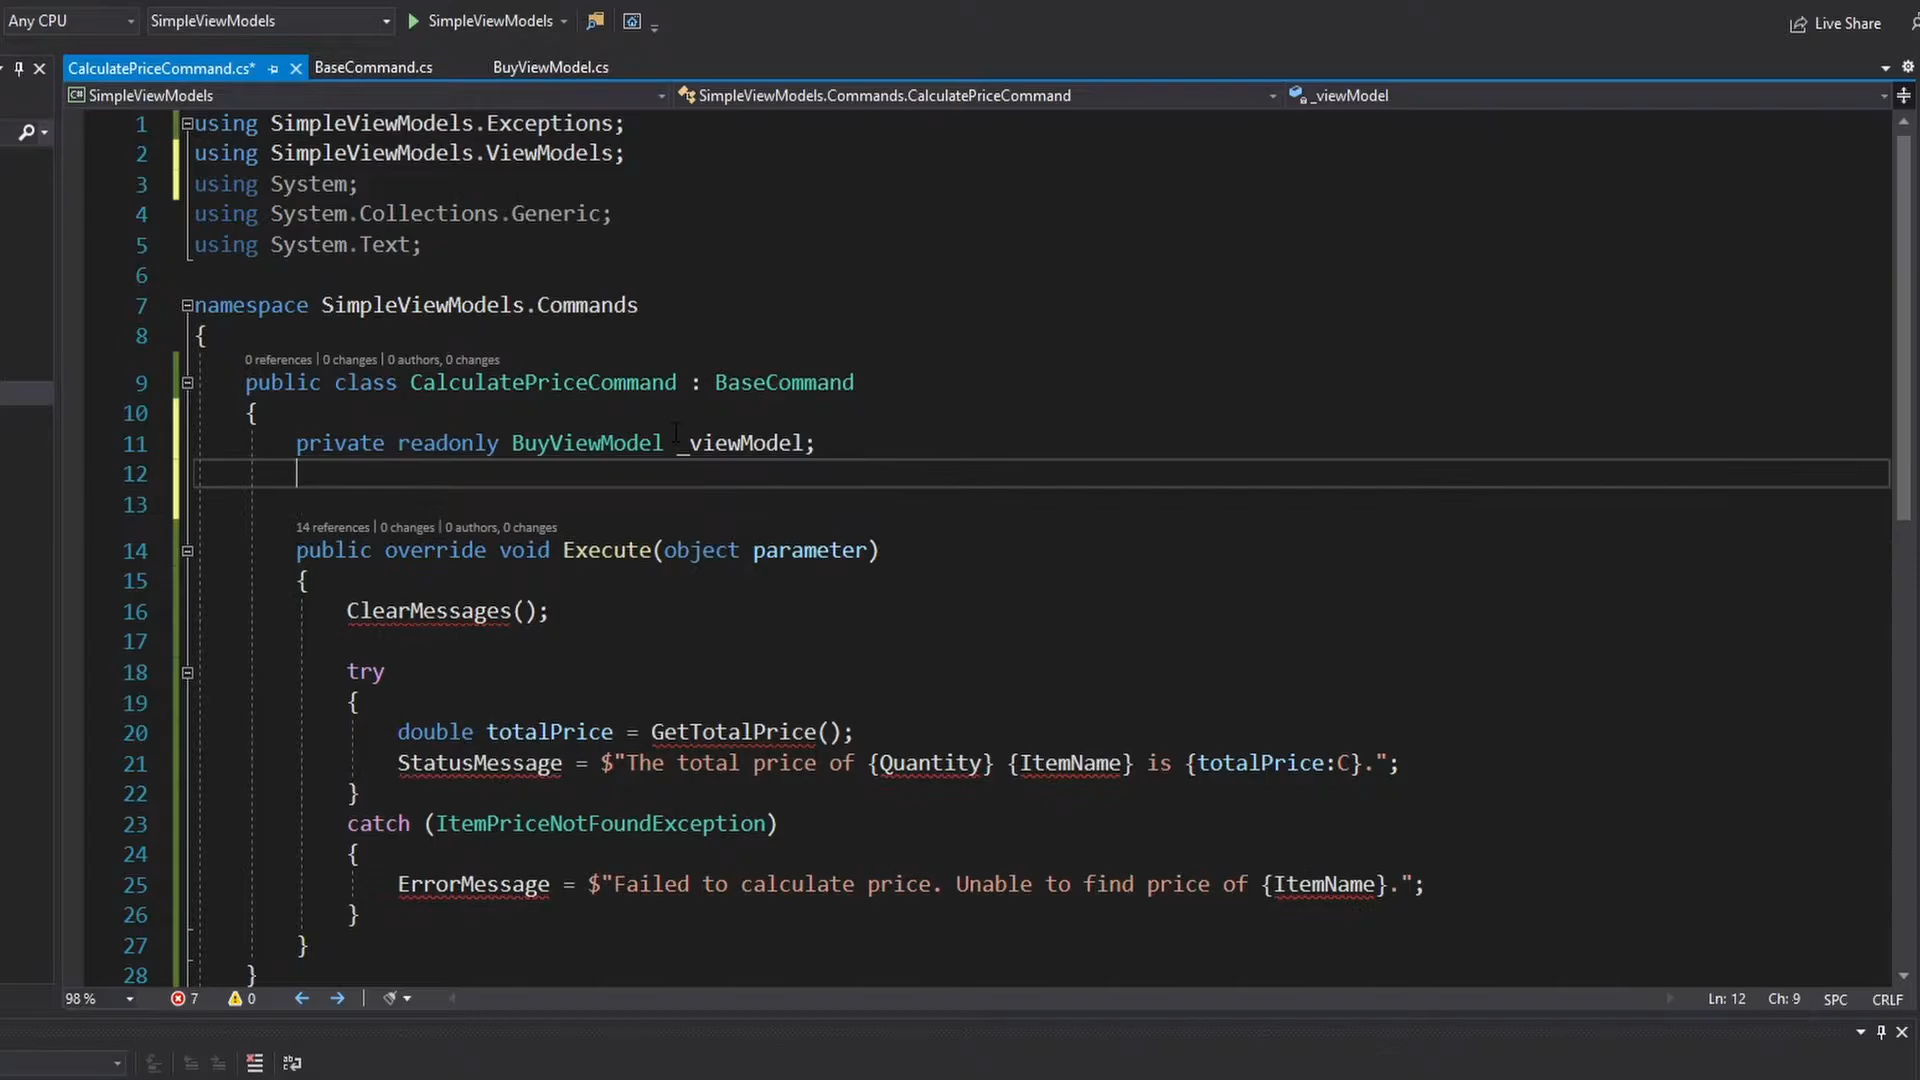 Any CPU SimpleViewModels SimpleViewModels Live Share
CalculatePriceCommand.cs* BaseCommand.cs BuyViewModel.cs
C# SimpleViewModels SimpleViewModels.Commands.CalculatePriceCommand _viewModel
1 using SimpleViewModels.Exceptions;
2 using SimpleViewModels.ViewModels;
3 using System;
4 using System.Collections.Generic;
5 using System.Text;
6
7 namespace SimpleViewModels.Commands
8 {
0 references | 0 changes | 0 authors, 0 changes
9 public class CalculatePriceCommand : BaseCommand
10 {
11 private readonly BuyViewModel _viewModel;
12
13
14 references | 0 changes | 0 authors, 0 changes
14 public override void Execute(object parameter)
15 {
16 ClearMessages();
17
18 try
19 {
20 double totalPrice = GetTotalPrice();
21 StatusMessage = $"The total price of {Quantity} {ItemName} is {totalPrice:C}.";
22 }
23 catch (ItemPriceNotFoundException)
24 {
25 ErrorMessage = $"Failed to calculate price. Unable to find price of {ItemName}.";
26 }
27 }
28 }
98 % 7 0 Ln: 12 Ch: 9 SPC CRLF